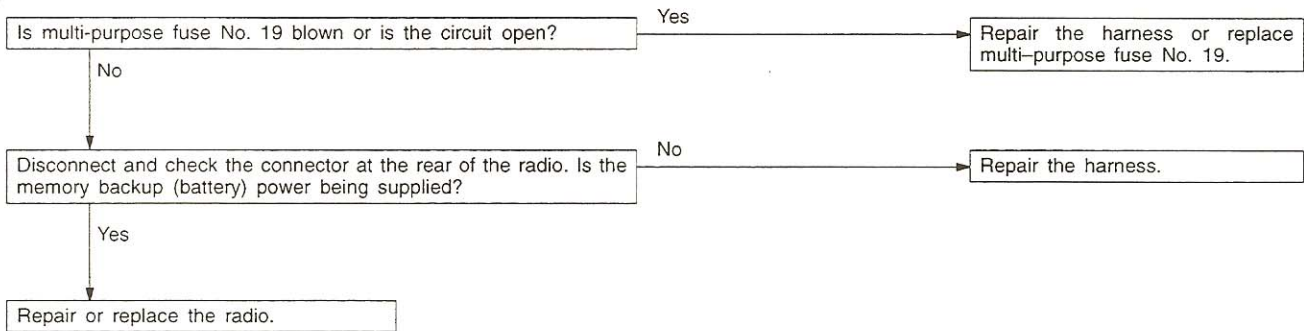 Is multi-purpose fuse No. 19 blown or is the circuit open?
Yes
Repair the harness or replace
multi–purpose fuse No. 19.
No
Disconnect and check the connector at the rear of the radio. Is the
memory backup (battery) power being supplied?
No
Repair the harness.
Yes
Repair or replace the radio.